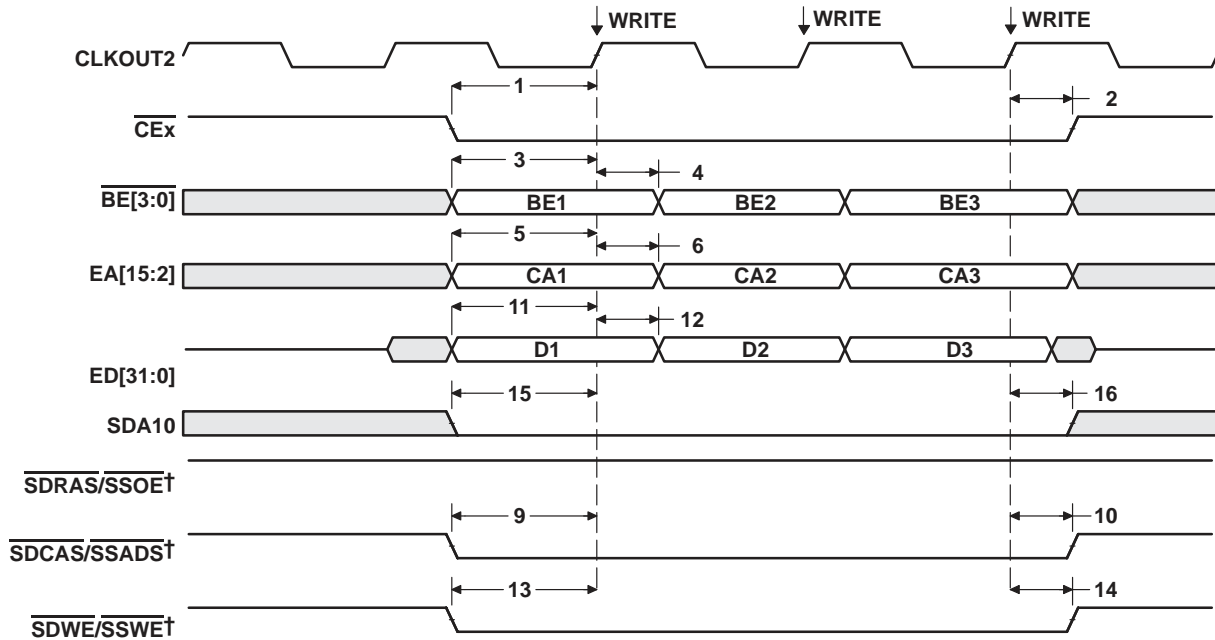 WRITE WRITE WRITE
CLKOUT2
1 2
CEx
3 4
BE[3:0] BE1 BE2 BE3
5 6
EA[15:2] CA1 CA2 CA3
11 12
D1 D2 D3
ED[31:0]
15 16
SDA10
SDRAS/SSOE†
9 10
SDCAS/SSADS†
13 14
SDWE/SSWE†